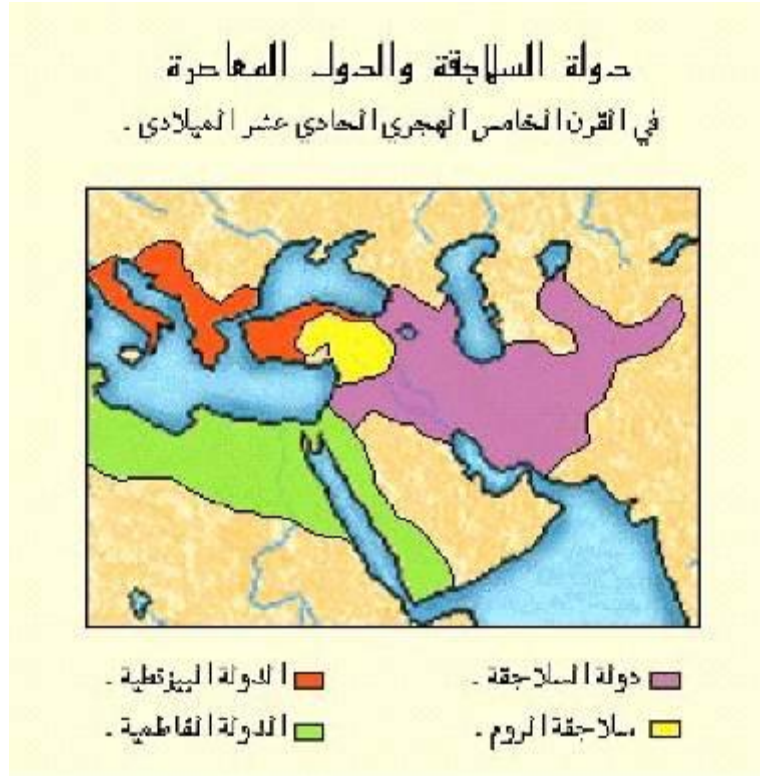 دولة السلاجقة والدول المعاصرة
في القرن الخامس الهجري الحادي عشر الميلادي .
دولة السلاجقة .
الدولة البيزنطية .
سلاجقة الروم .
الدولة الفاطمية .